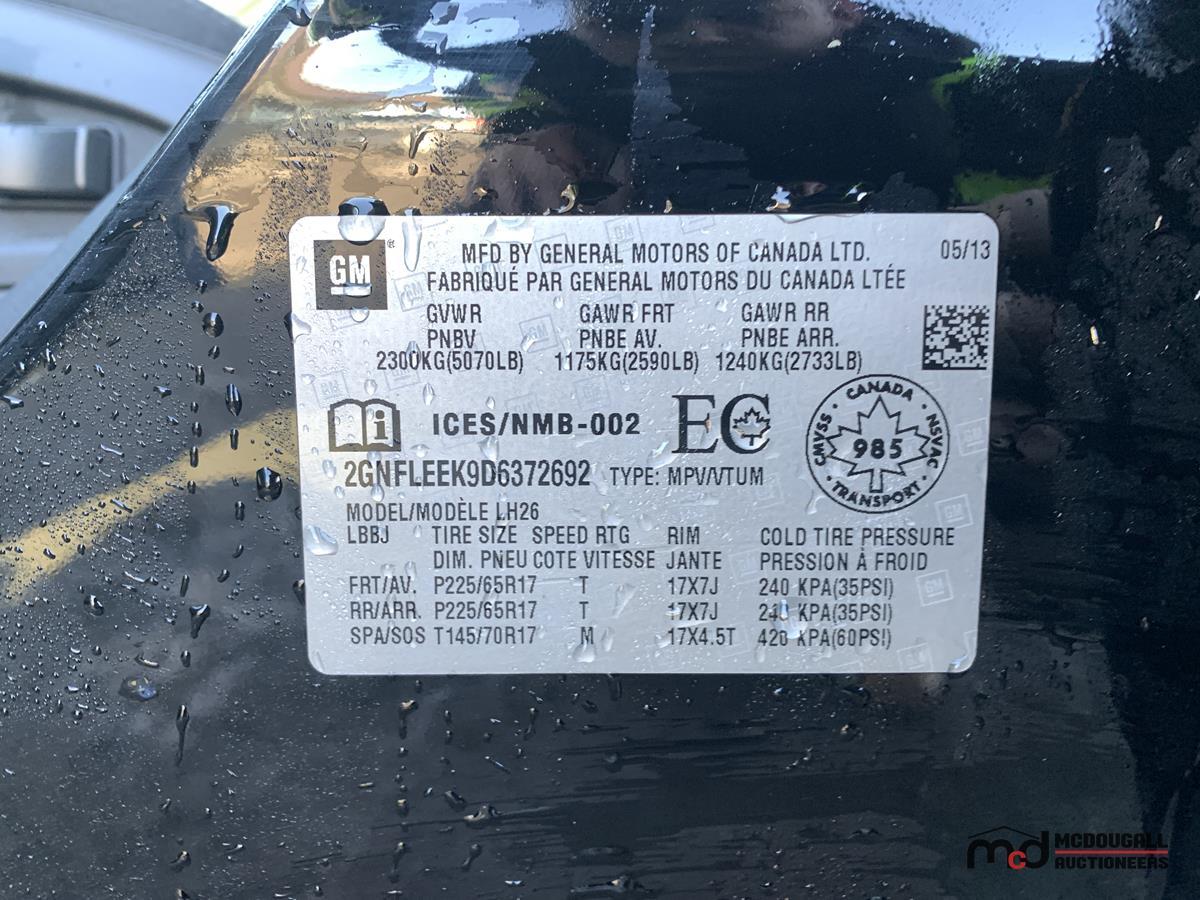 GM
MFD BY GENERAL MOTORS OF CANADA LTD. 05/13
FABRIQUÉ PAR GENERAL MOTORS DU CANADA LTÉE
GVWR GAWR FRT GAWR RR
PNBV PNBE AV. PNBE ARR.
2300KG(5070LB) 1175KG(2590LB) 1240KG(2733LB)
ICES/NMB-002 EC
CANADA CMVSS 985 NSVAC TRANSPORT
2GNFLEEK9D6372692 TYPE: MPV/VTUM
MODEL/MODÈLE LH26
LBBJ TIRE SIZE SPEED RTG RIM COLD TIRE PRESSURE
DIM. PNEU COTE VITESSE JANTE PRESSION À FROID
FRT/AV. P225/65R17 T 17X7J 240 KPA(35PSI)
RR/ARR. P225/65R17 T 17X7J 240 KPA(35PSI)
SPA/SOS T145/70R17 M 17X4.5T 420 KPA(60PSI)
mcd MCDOUGALL
AUCTIONEERS